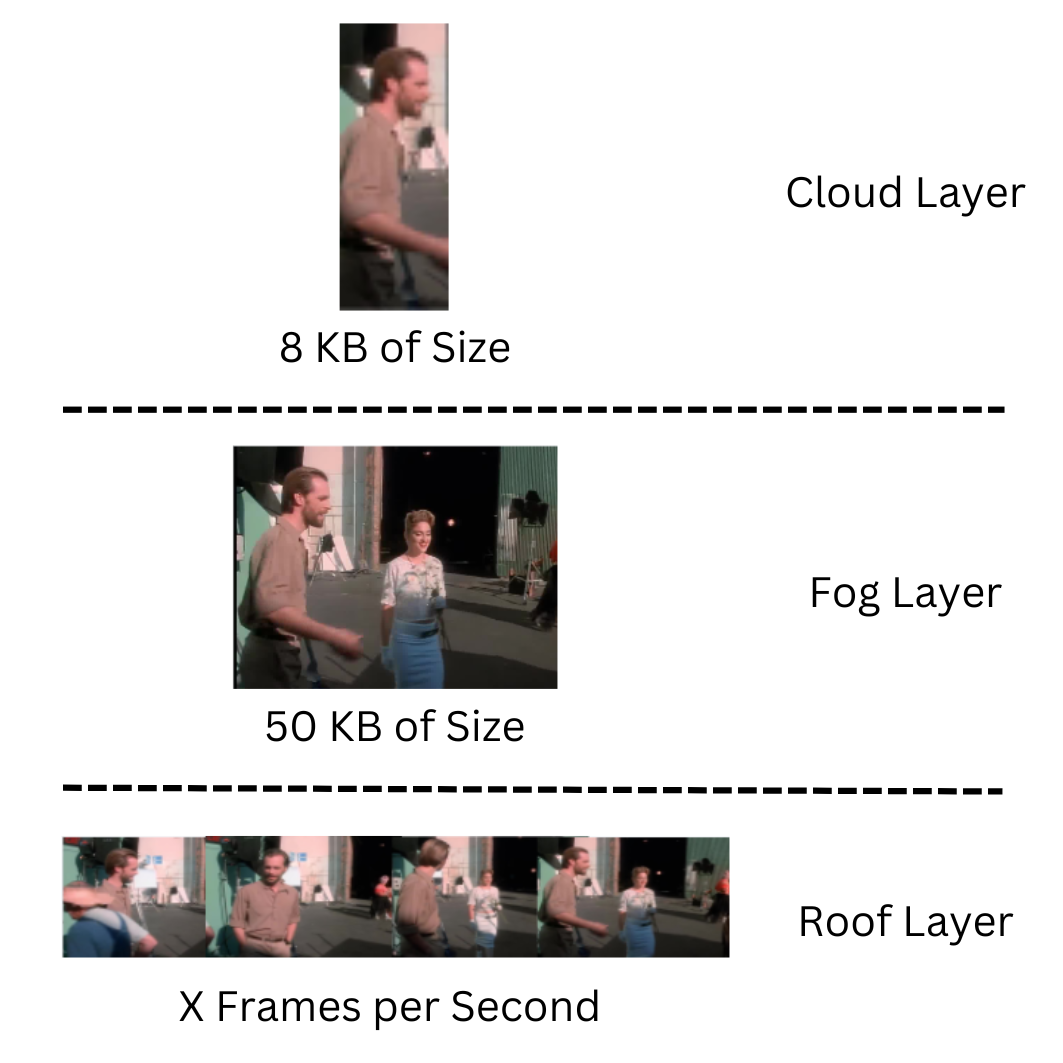 Cloud Layer
8 KB of Size
Fog Layer
50 KB of Size
Roof Layer
X Frames per Second